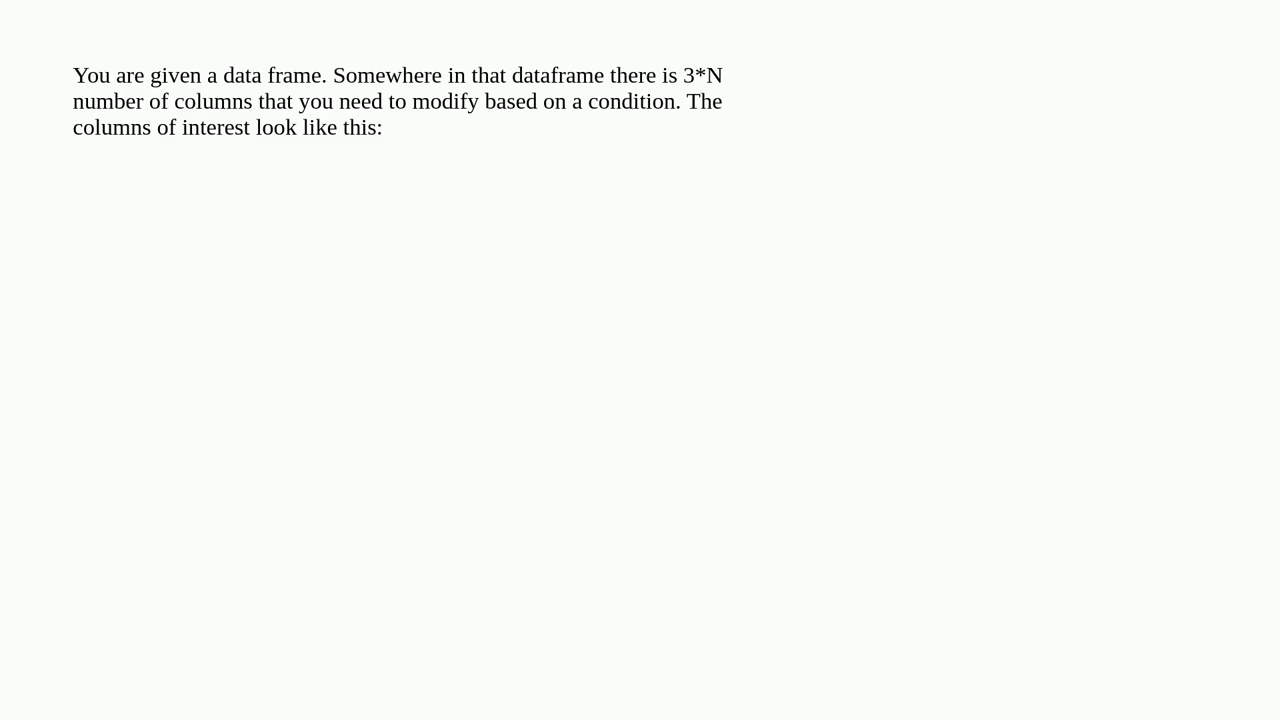 You are given a data frame. Somewhere in that dataframe there is 3*N
number of columns that you need to modify based on a condition. The
columns of interest look like this: